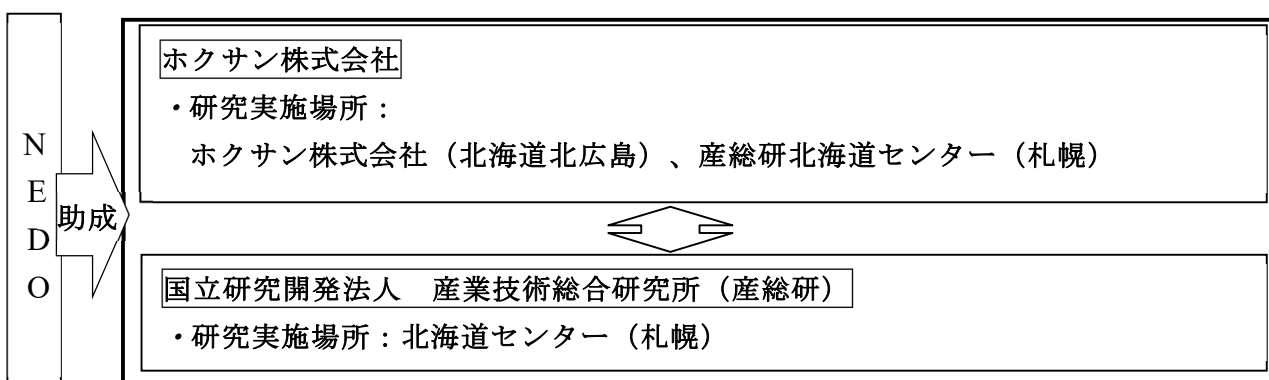 NEDO
助成
ホクサン株式会社
・研究実施場所：
ホクサン株式会社（北海道北広島）、産総研北海道センター（札幌）
国立研究開発法人　産業技術総合研究所（産総研）
・研究実施場所：北海道センター（札幌）